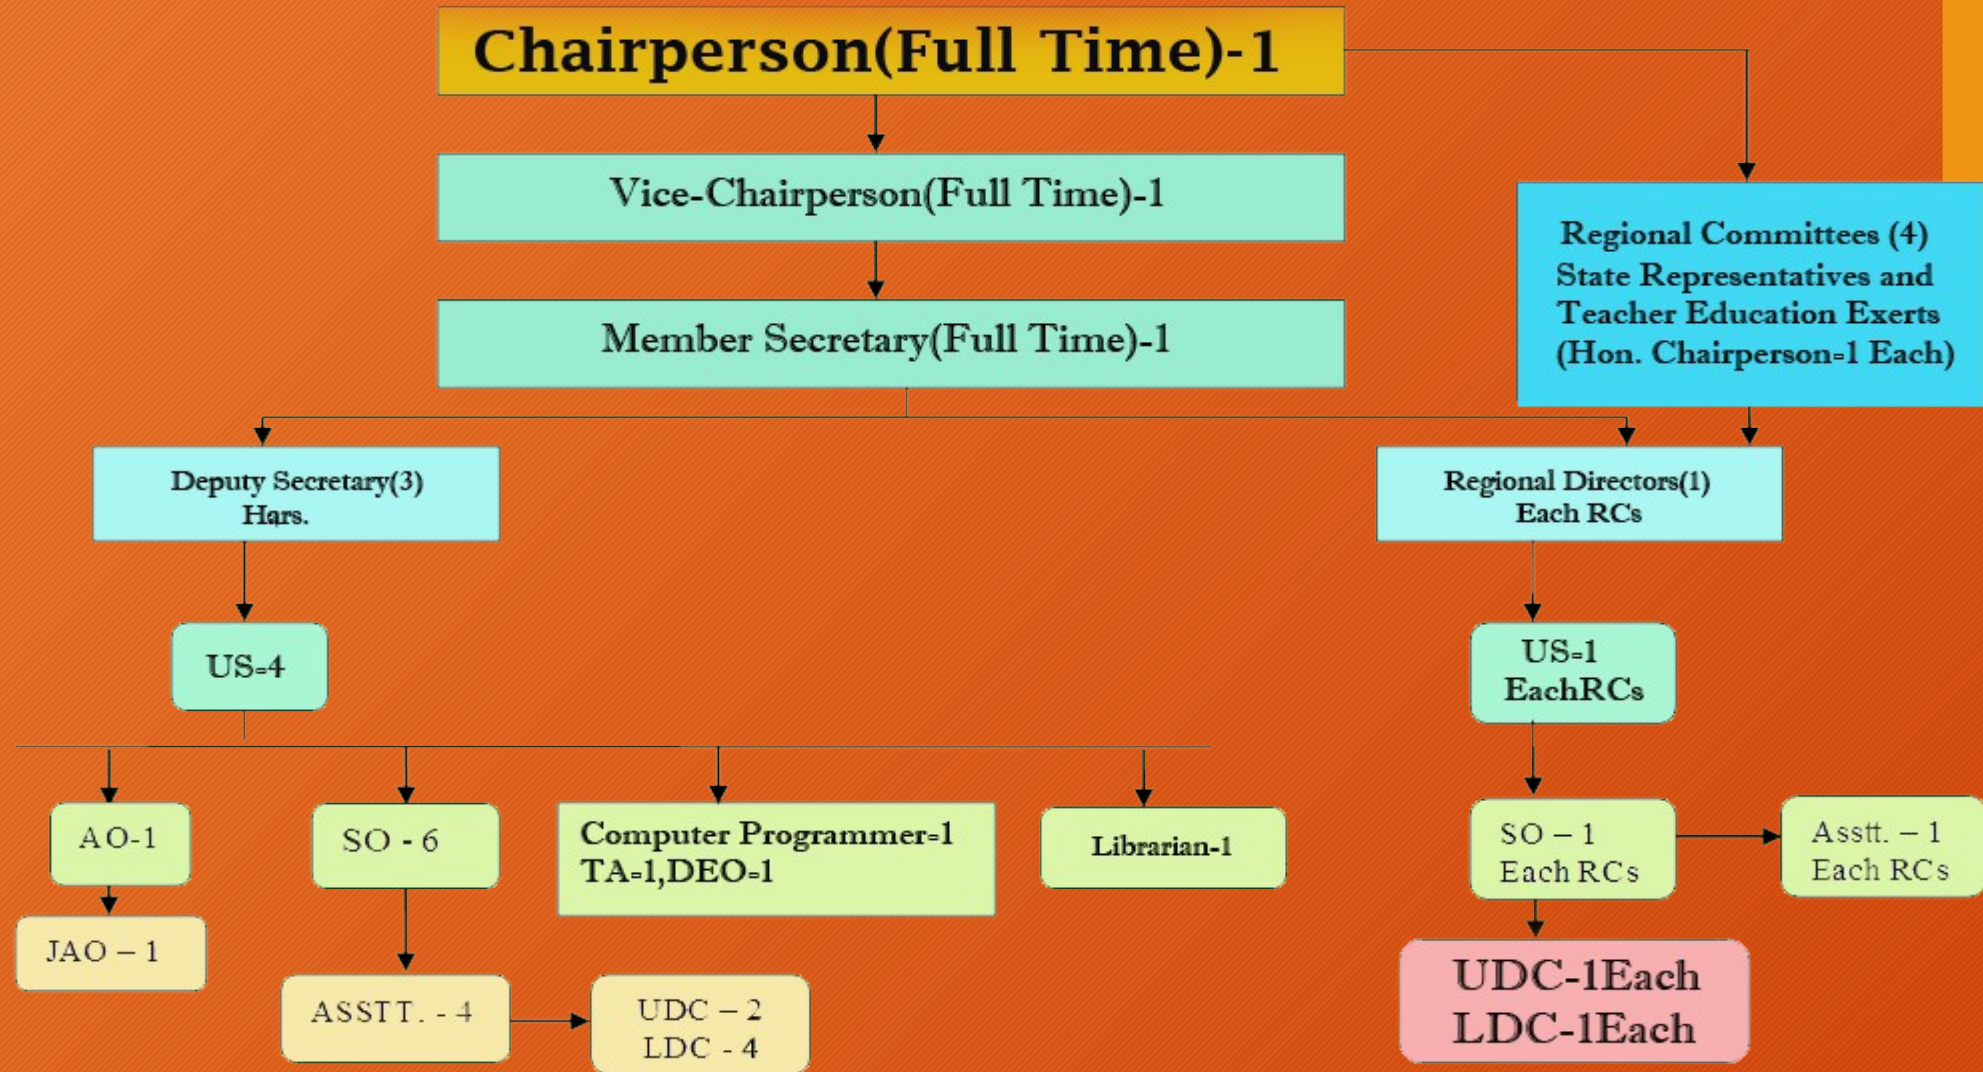 Chairperson(Full Time)-1
Vice-Chairperson(Full Time)-1
Member Secretary(Full Time)-1
Regional Committees (4)
State Representatives and
Teacher Education Exerts
(Hon. Chairperson=1 Each)
Deputy Secretary(3)
Hqrs.
Regional Directors(1)
Each RCs
US=4
US=1
EachRCs
AO-1
SO - 6
Computer Programmer=1
TA=1,DEO=1
Librarian-1
SO – 1
Each RCs
Asstt. – 1
Each RCs
JAO – 1
ASSTT. - 4
UDC – 2
LDC - 4
UDC-1Each
LDC-1Each